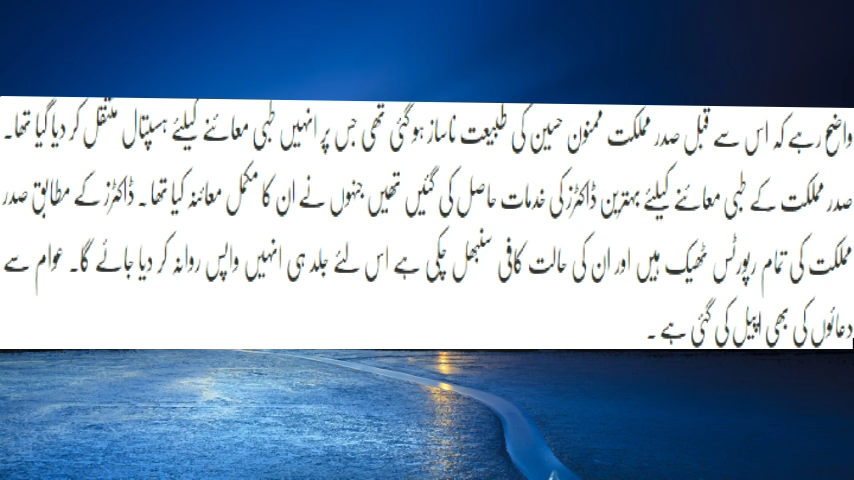 واضح رہے کہ اس سے قبل صدر مملکت ممنون حسین کی طبیعت ناساز ہوگئی تھی جس پر انہیں طبی معائنے کیلئے ہسپتال منتقل کر دیا گیا تھا۔
صدر مملکت کے طبی معائنے کیلئے بہترین ڈاکٹرز کی خدمات حاصل کی گئیں تھیں جنہوں نے ان کا مکمل معائنہ کیا تھا۔ ڈاکٹرز کے مطابق صدر
مملکت کی تمام رپورٹس ٹھیک ہیں اور ان کی حالت کافی سنبھل چکی ہے اس لئے جلد ہی انہیں واپس روانہ کر دیا جائے گا۔ عوام سے
دعائوں کی بھی اپیل کی گئی ہے ۔